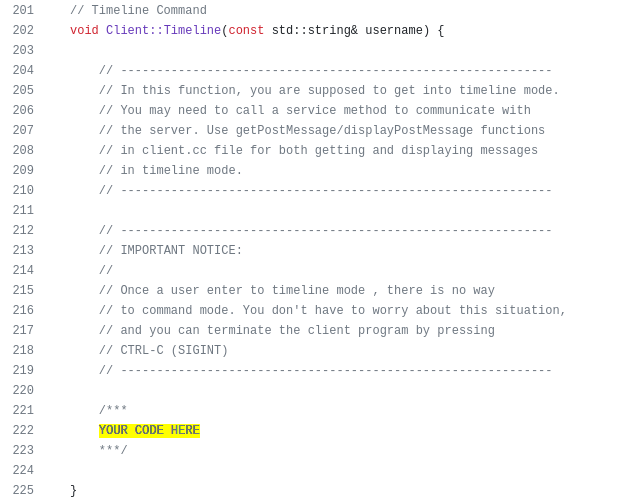 201 // Timeline Command
202 void Client::Timeline(const std::string& username) {
203
204 // ------------------------------------------------------------
205 // In this function, you are supposed to get into timeline mode.
206 // You may need to call a service method to communicate with
207 // the server. Use getPostMessage/displayPostMessage functions
208 // in client.cc file for both getting and displaying messages
209 // in timeline mode.
210 // ------------------------------------------------------------
211
212 // ------------------------------------------------------------
213 // IMPORTANT NOTICE:
214 //
215 // Once a user enter to timeline mode , there is no way
216 // to command mode. You don't have to worry about this situation,
217 // and you can terminate the client program by pressing
218 // CTRL-C (SIGINT)
219 // ------------------------------------------------------------
220
221 /***
222 YOUR CODE HERE
223 ***/
224
225 }